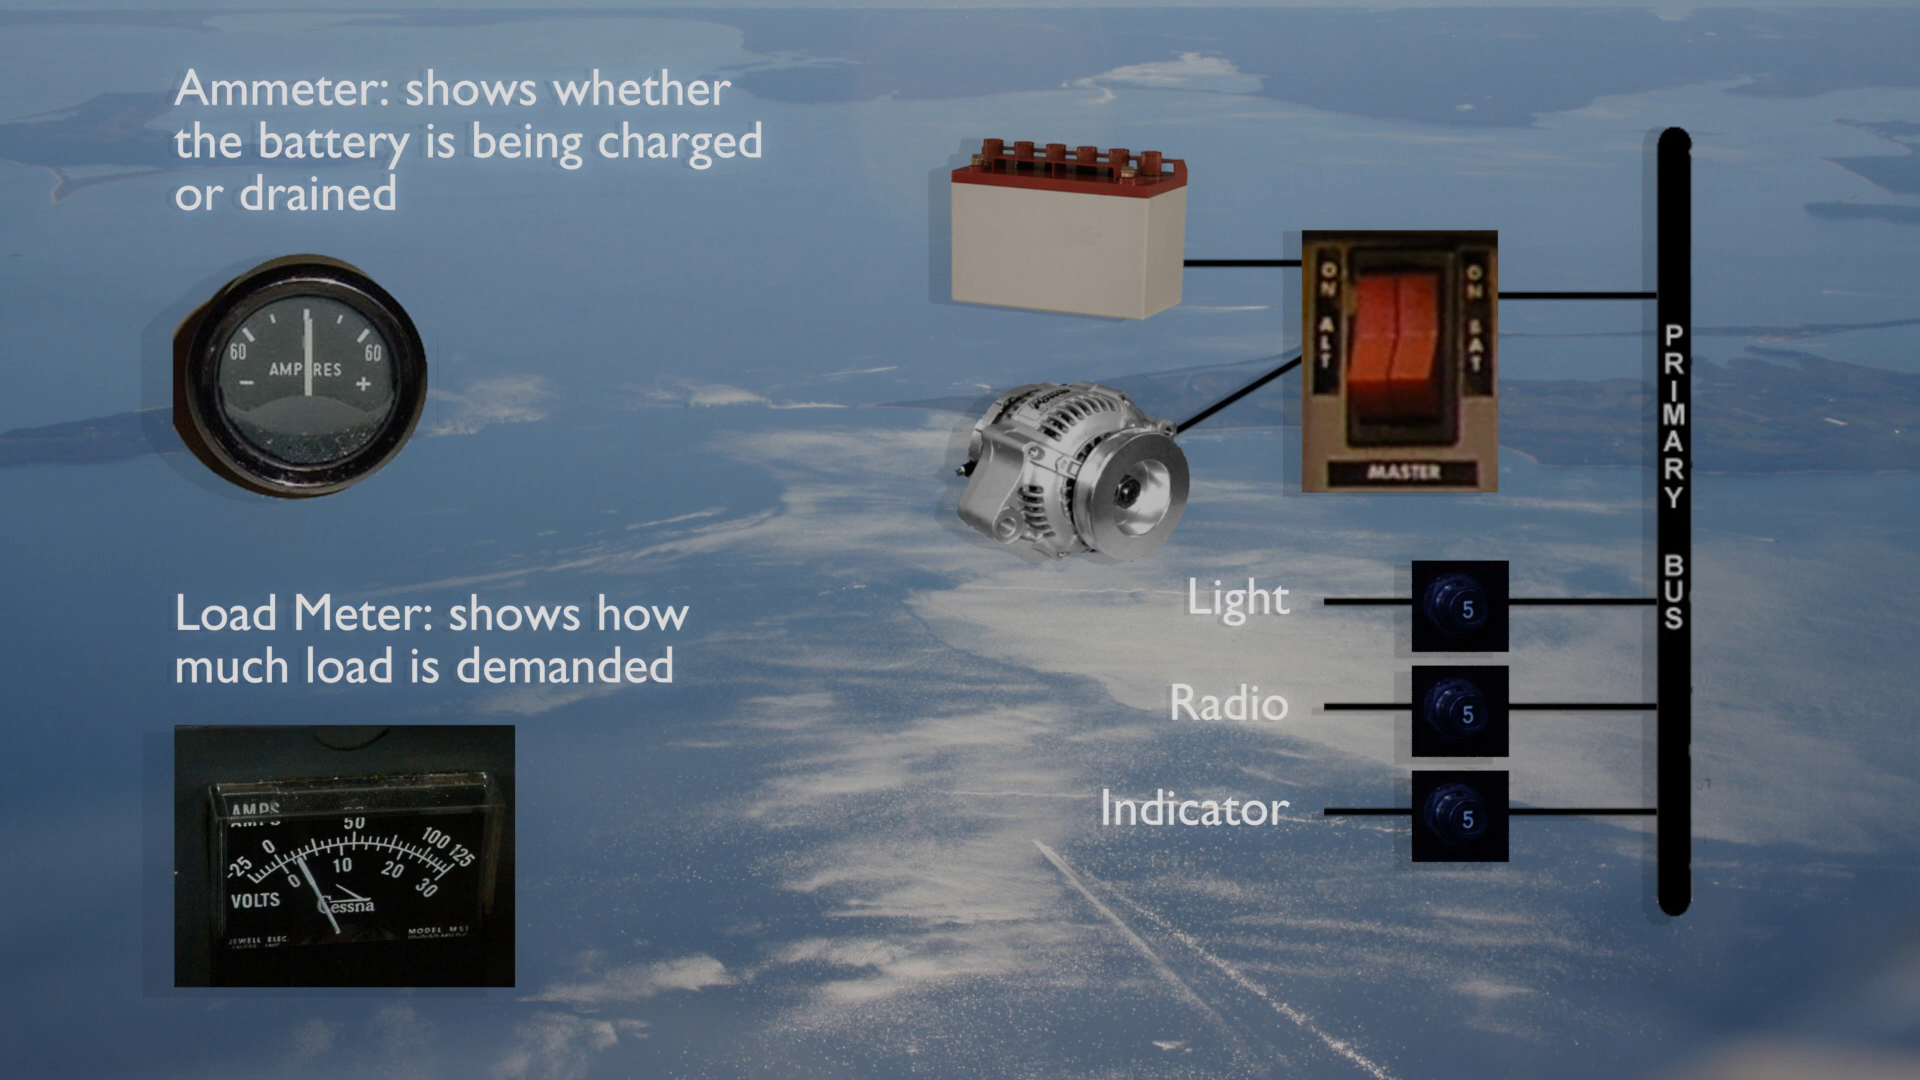 Ammeter: shows whether
the battery is being charged
or drained
60 60
AMPERES
- +
Load Meter: shows how
much load is demanded
AMPS
-25 0 50 100 125
0 10 20 30
VOLTS
Cessna
JEWELL ELEC.
ON ALT
ON BAT
MASTER
Light
5
Radio
5
Indicator
5
PRIMARY BUS